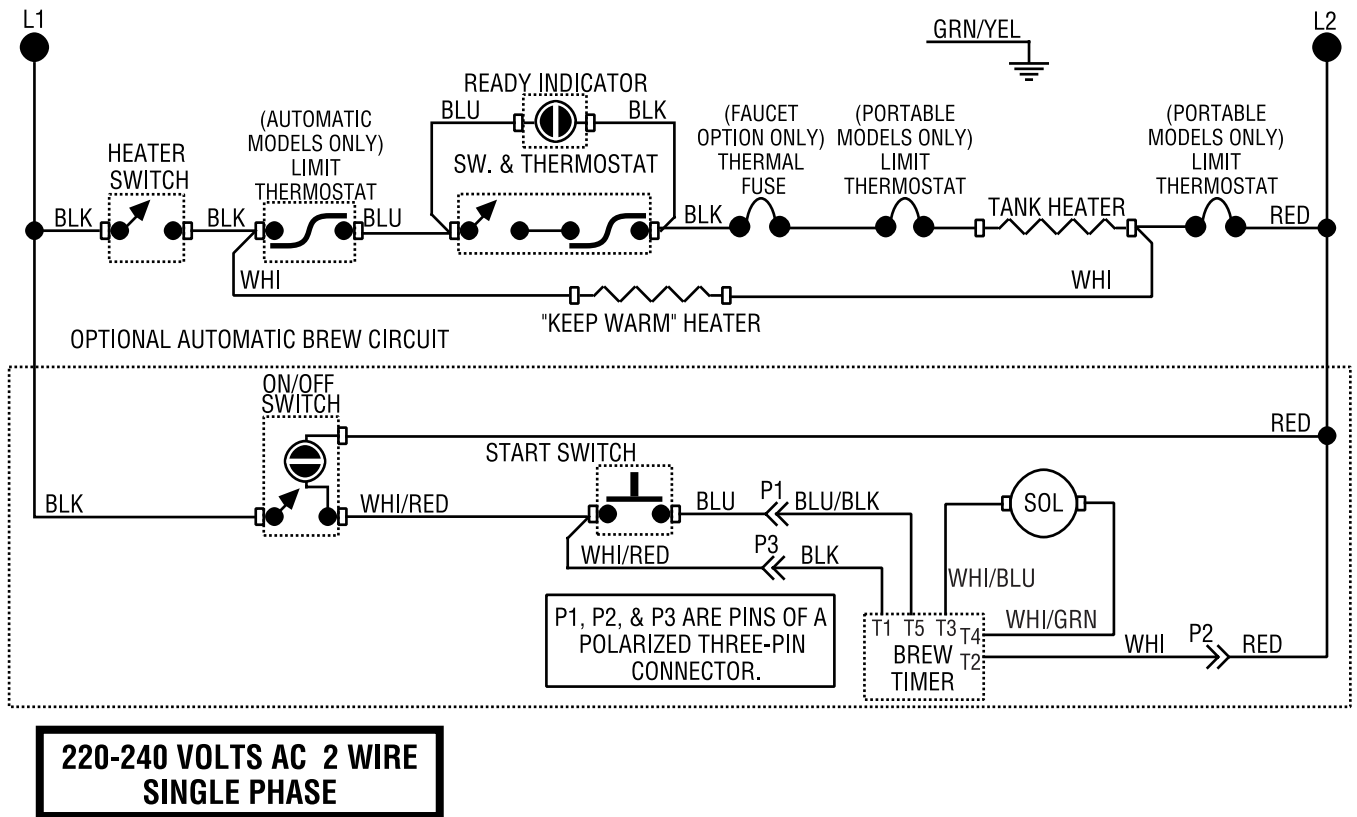 L1
GRN/YEL
L2
READY INDICATOR
BLU
BLK
SW. & THERMOSTAT
(AUTOMATIC
MODELS ONLY)
LIMIT
THERMOSTAT
HEATER
SWITCH
(FAUCET
OPTION ONLY)
THERMAL
FUSE
(PORTABLE
MODELS ONLY)
LIMIT
THERMOSTAT
(PORTABLE
MODELS ONLY)
LIMIT
THERMOSTAT
BLK
BLK
BLU
BLK
TANK HEATER
RED
WHI
WHI
"KEEP WARM" HEATER
OPTIONAL AUTOMATIC BREW CIRCUIT
ON/OFF
SWITCH
RED
START SWITCH
BLK
WHI/RED
BLU
P1
BLU/BLK
SOL
WHI/RED
P3
BLK
WHI/BLU
WHI/GRN
P1, P2, & P3 ARE PINS OF A
POLARIZED THREE-PIN
CONNECTOR.
T1 T5 T3 T4
BREW T2
TIMER
WHI
P2
RED
220-240 VOLTS AC 2 WIRE
SINGLE PHASE